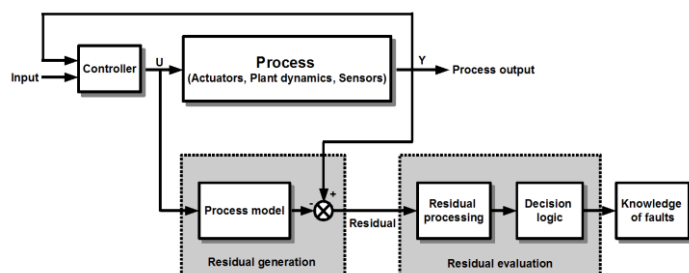 Process
(Actuators, Plant dynamics, Sensors)
Controller
U
Y
Input
Process output
Process model
-
+
Residual
Residual generation
Residual
processing
Decision
logic
Residual evaluation
Knowledge
of faults